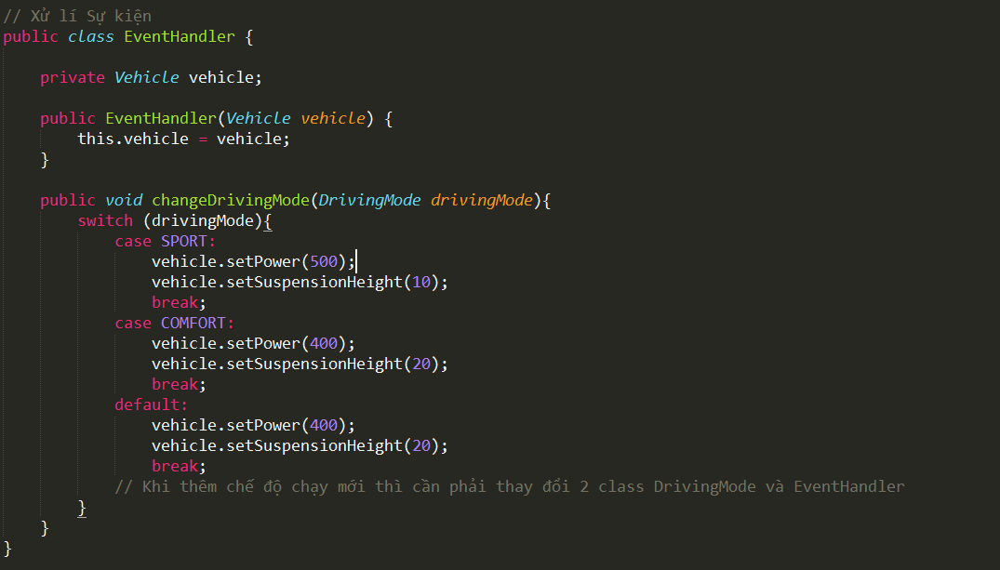 // Xử lí Sự kiện
public class EventHandler {
private Vehicle vehicle;
public EventHandler(Vehicle vehicle) {
this.vehicle = vehicle;
}
public void changeDrivingMode(DrivingMode drivingMode){
switch (drivingMode){
case SPORT:
vehicle.setPower(500);
vehicle.setSuspensionHeight(10);
break;
case COMFORT:
vehicle.setPower(400);
vehicle.setSuspensionHeight(20);
break;
default:
vehicle.setPower(400);
vehicle.setSuspensionHeight(20);
break;
// Khi thêm chế độ chạy mới thì cần phải thay đổi 2 class DrivingMode và EventHandler
}
}
}